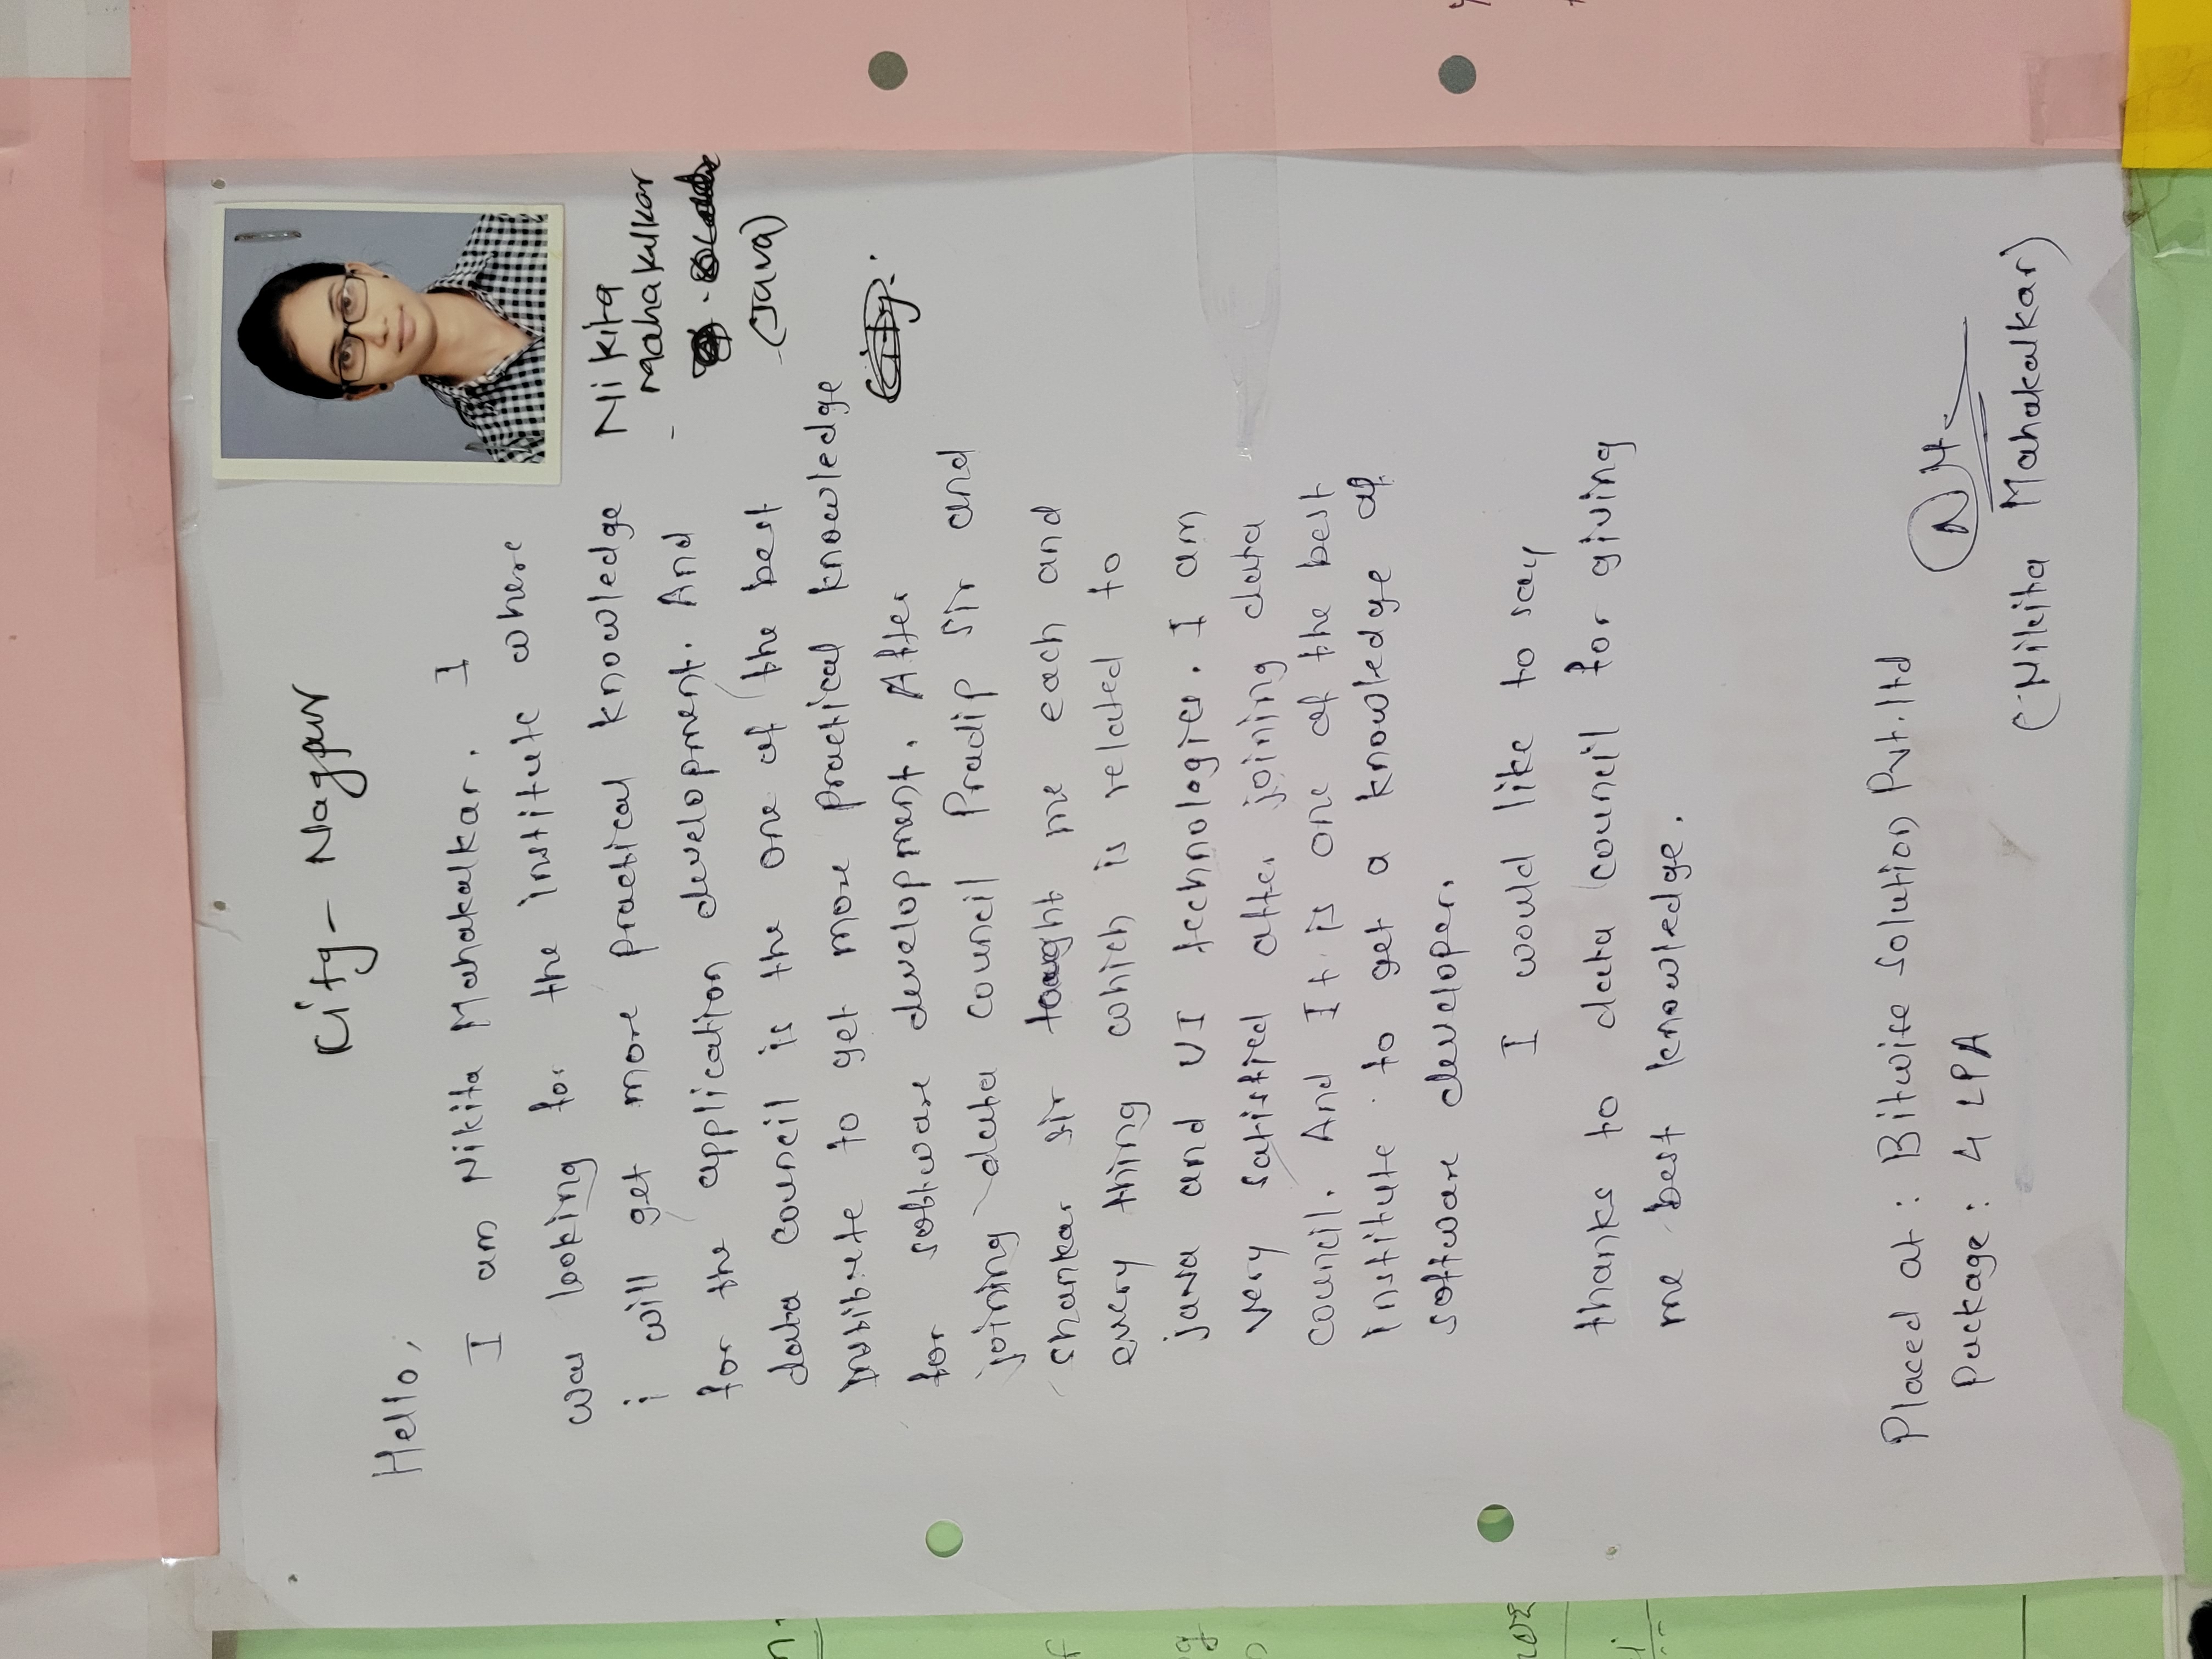 City - Nagpur
Hello,
I am Nikita Mahakalkar. I
was looking for the institute where
i will get more practical knowledge
for the application development. And
data council is the one of the best
institute to get more practical knowledge
for software development. After
joining data council Pradip Sir and
Shankar sir taught me each and
every thing which is related to
java and UI technologies. I am
very satisfied after joining data
council. And It is one of the best
institute to get a knowledge of
software developer.
I would like to say
thanks to data council for giving
me best knowledge.
Nikita
Mahakalkar
(Java)
City
Placed at : Bitwise Solution Pvt.ltd
Package : 4 LPA
NM
(Nikita Mahakalkar)